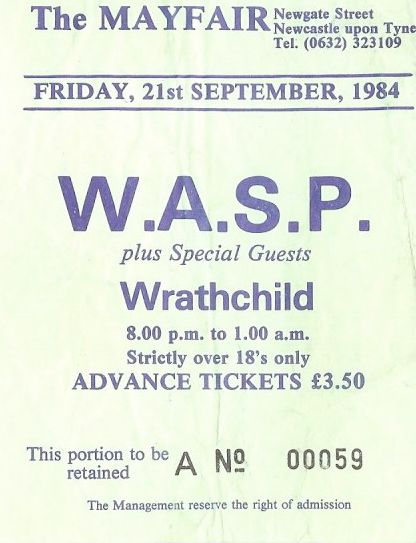 The MAYFAIR
Newgate Street
Newcastle upon Tyne
Tel. (0632) 323109
FRIDAY, 21st SEPTEMBER, 1984
W.A.S.P.
plus Special Guests
Wrathchild
8.00 p.m. to 1.00 a.m.
Strictly over 18's only
ADVANCE TICKETS £3.50
This portion to be
retained
A Nº 00059
The Management reserve the right of admission